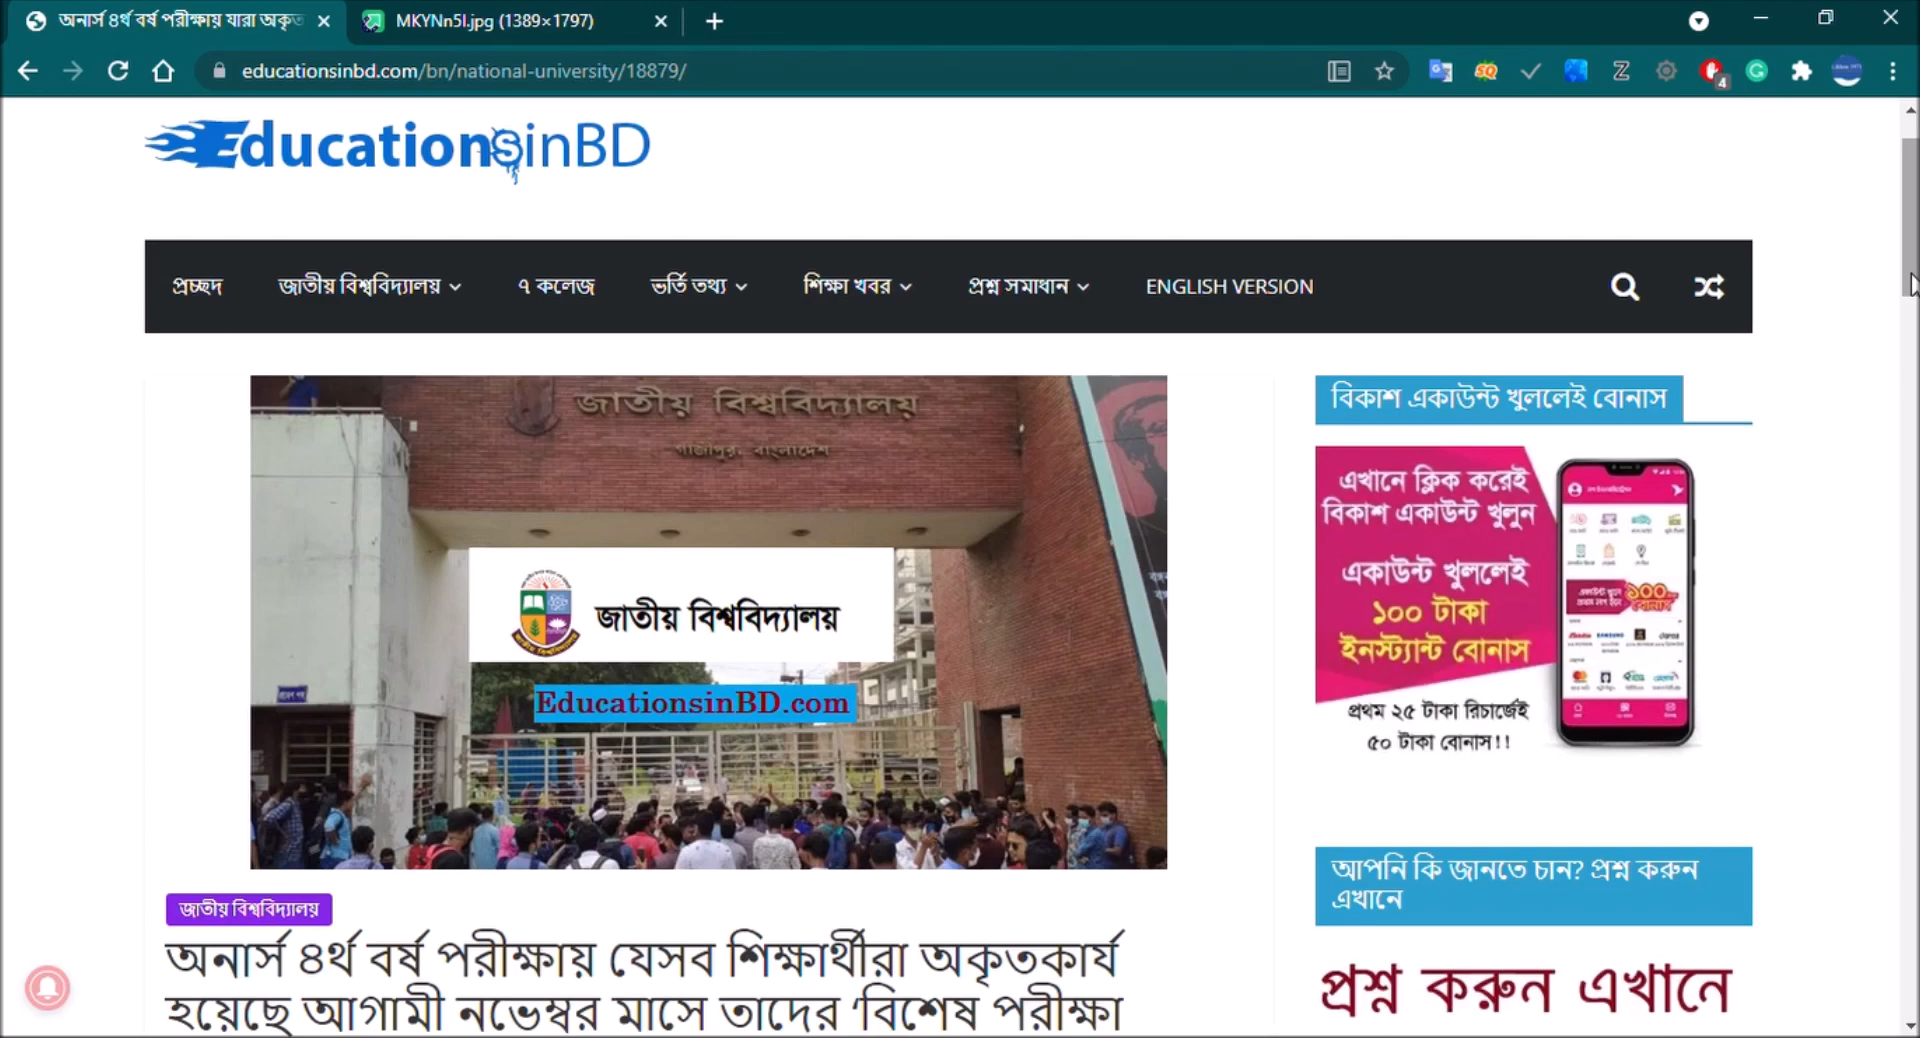 অনার্স ৪র্থ বর্ষ পরীক্ষায় যারা অকৃত
MKYNn5I.jpg (1389×1797)
educationsinbd.com/bn/national-university/18879/
4
EducationsinBD
প্রচ্ছদ
জাতীয় বিশ্ববিদ্যালয়
৭ কলেজ
ভর্তি তথ্য
শিক্ষা খবর
প্রশ্ন সমাধান
ENGLISH VERSION
জাতীয় বিশ্ববিদ্যালয়
গাজীপুর, বাংলাদেশ
জাতীয় বিশ্ববিদ্যালয়
EducationsinBD.com
জাতীয় বিশ্ববিদ্যালয়
অনার্স ৪র্থ বর্ষ পরীক্ষায় যেসব শিক্ষার্থীরা অকৃতকার্য
হয়েছে আগামী নভেম্বর মাসে তাদের ‘বিশেষ পরীক্ষা
বিকাশ একাউন্ট খুললেই বোনাস
এখানে ক্লিক করেই
বিকাশ একাউন্ট খুলুন
একাউন্ট খুললেই
১০০ টাকা
ইনস্ট্যান্ট বোনাস
প্রথম ২৫ টাকা রিচার্জেই
৫০ টাকা বোনাস!!
১০০
বোনাস
SAMSUNG
আপনি কি জানতে চান? প্রশ্ন করুন
এখানে
প্রশ্ন করুন এখানে